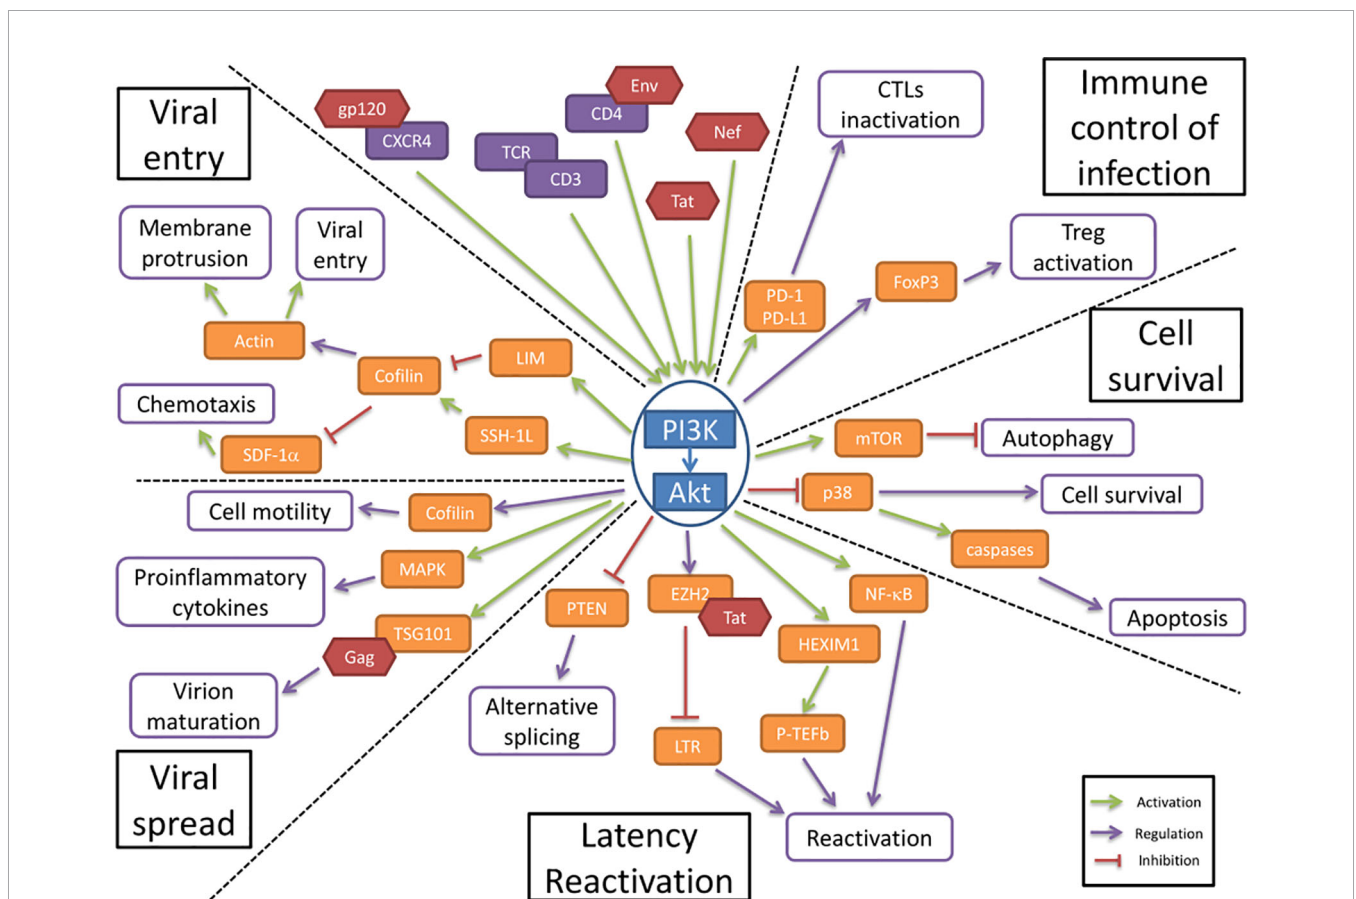 Viral
entry
gp120
CXCR4
TCR
CD3
Env
CD4
Nef
Tat
CTLs
inactivation
Immune
control of
infection
Membrane
protrusion
Viral
entry
Treg
activation
FoxP3
PD-1
PD-L1
Actin
LIM
Cofilin
Cell
survival
Chemotaxis
SSH-1L
SDF-1α
PI3K
Akt
mTOR
Autophagy
p38
Cell survival
caspases
Apoptosis
Cell motility
Cofilin
MAPK
Proinflammatory
cytokines
TSG101
Gag
Virion
maturation
Viral
spread
PTEN
Alternative
splicing
EZH2
Tat
LTR
HEXIM1
P-TEFb
NF-κB
Reactivation
Latency
Reactivation
Activation
Regulation
Inhibition